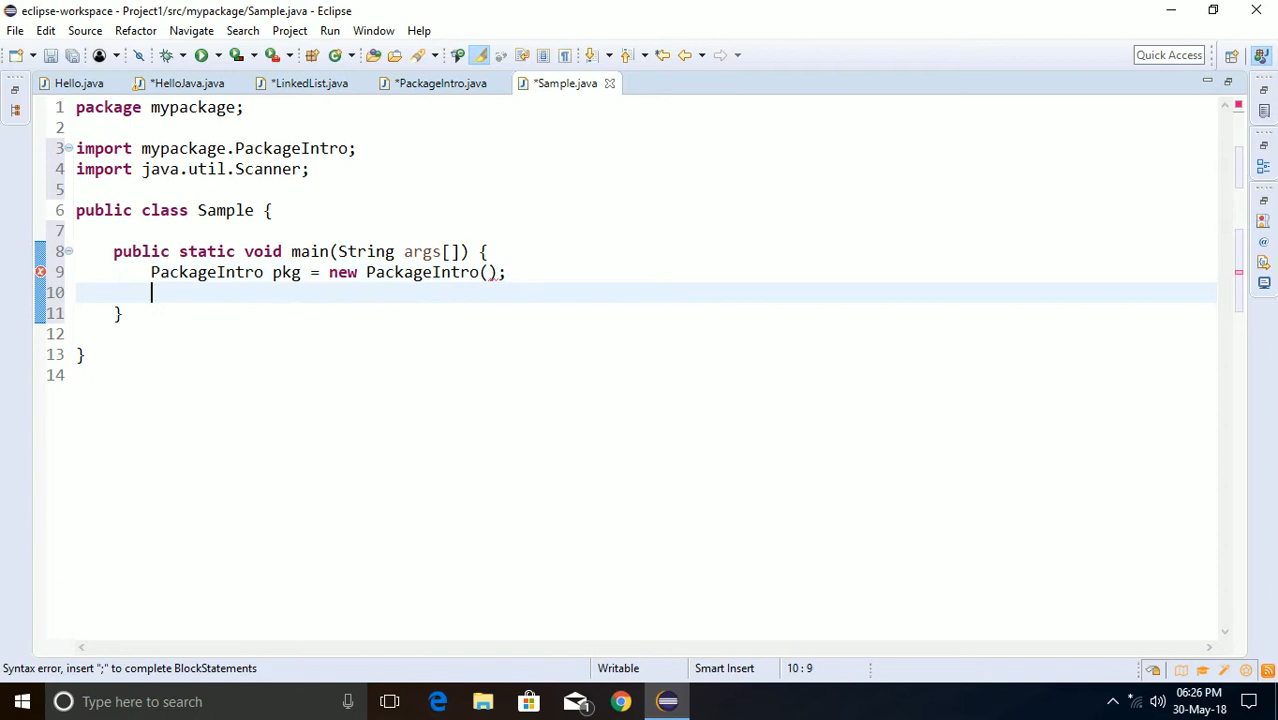 eclipse-workspace - Project1/src/mypackage/Sample.java - Eclipse
File Edit Source Refactor Navigate Search Project Run Window Help
Quick Access
Hello.java *HelloJava.java *LinkedList.java *PackageIntro.java *Sample.java
1 package mypackage;
2
3 import mypackage.PackageIntro;
4 import java.util.Scanner;
5
6 public class Sample {
7
8 public static void main(String args[]) {
9 PackageIntro pkg = new PackageIntro();
10
11 }
12
13 }
14
Syntax error, insert ";" to complete BlockStatements Writable Smart Insert 10 : 9
Type here to search 1 06:26 PM
30-May-18